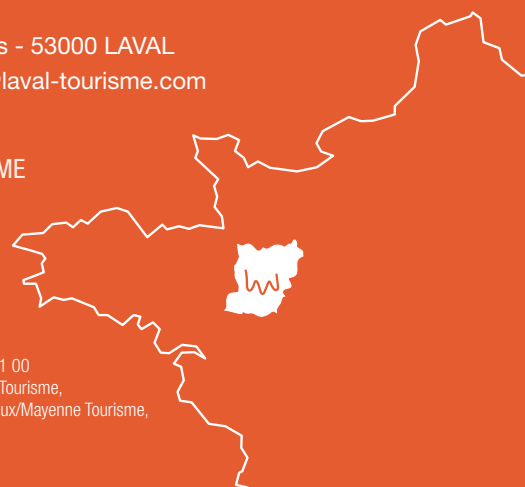 s - 53000 LAVAL
laval-tourisme.com
ME
1 00
Tourisme,
ux/Mayenne Tourisme,